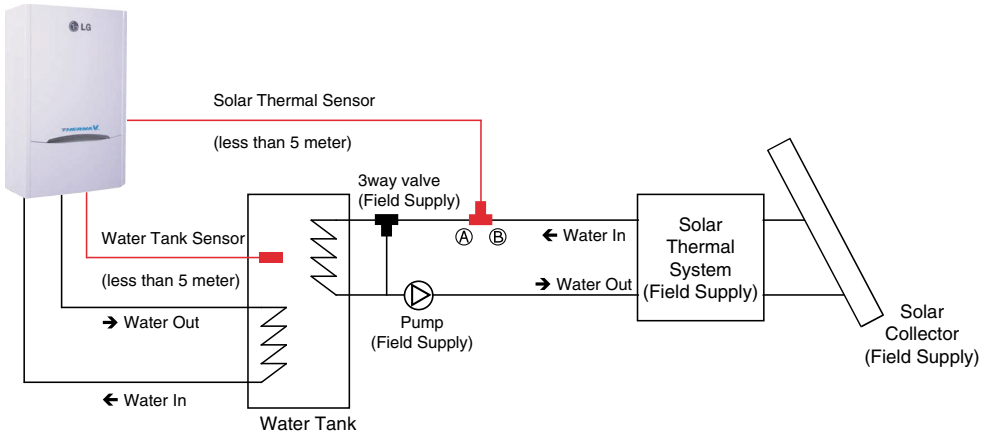 LG
THERMA V
Solar Thermal Sensor
(less than 5 meter)
3way valve
(Field Supply)
Water Tank Sensor
(less than 5 meter)
Ⓐ Ⓑ
← Water In
→ Water Out
Solar
Thermal
System
(Field Supply)
Pump
(Field Supply)
Solar
Collector
(Field Supply)
→ Water Out
← Water In
Water Tank